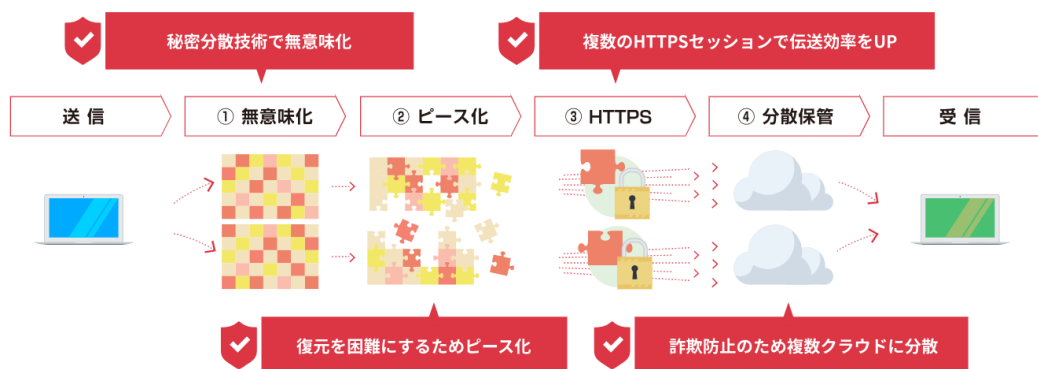 秘密分散技術で無意味化
複数のHTTPSセッションで伝送効率をUP
送信
① 無意味化
② ピース化
③ HTTPS
④ 分散保管
受信
復元を困難にするためピース化
詐欺防止のため複数クラウドに分散